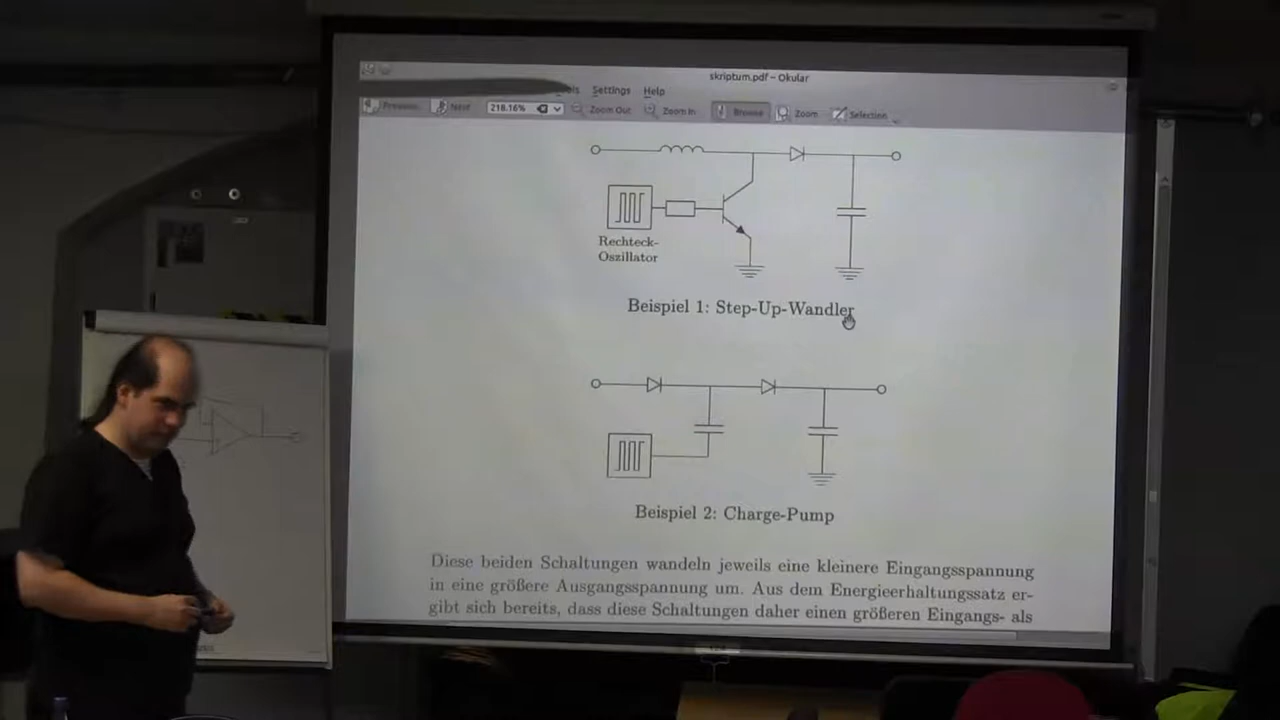 skriptum.pdf – Okular
Settings Help
Previous Next 218.16% Zoom Out Zoom In Browse Zoom Selection
Rechteck-
Oszillator
Beispiel 1: Step-Up-Wandler
Beispiel 2: Charge-Pump
Diese beiden Schaltungen wandeln jeweils eine kleinere Eingangsspannung
in eine größere Ausgangsspannung um. Aus dem Energieerhaltungssatz er-
gibt sich bereits, dass diese Schaltungen daher einen größeren Eingangs- als